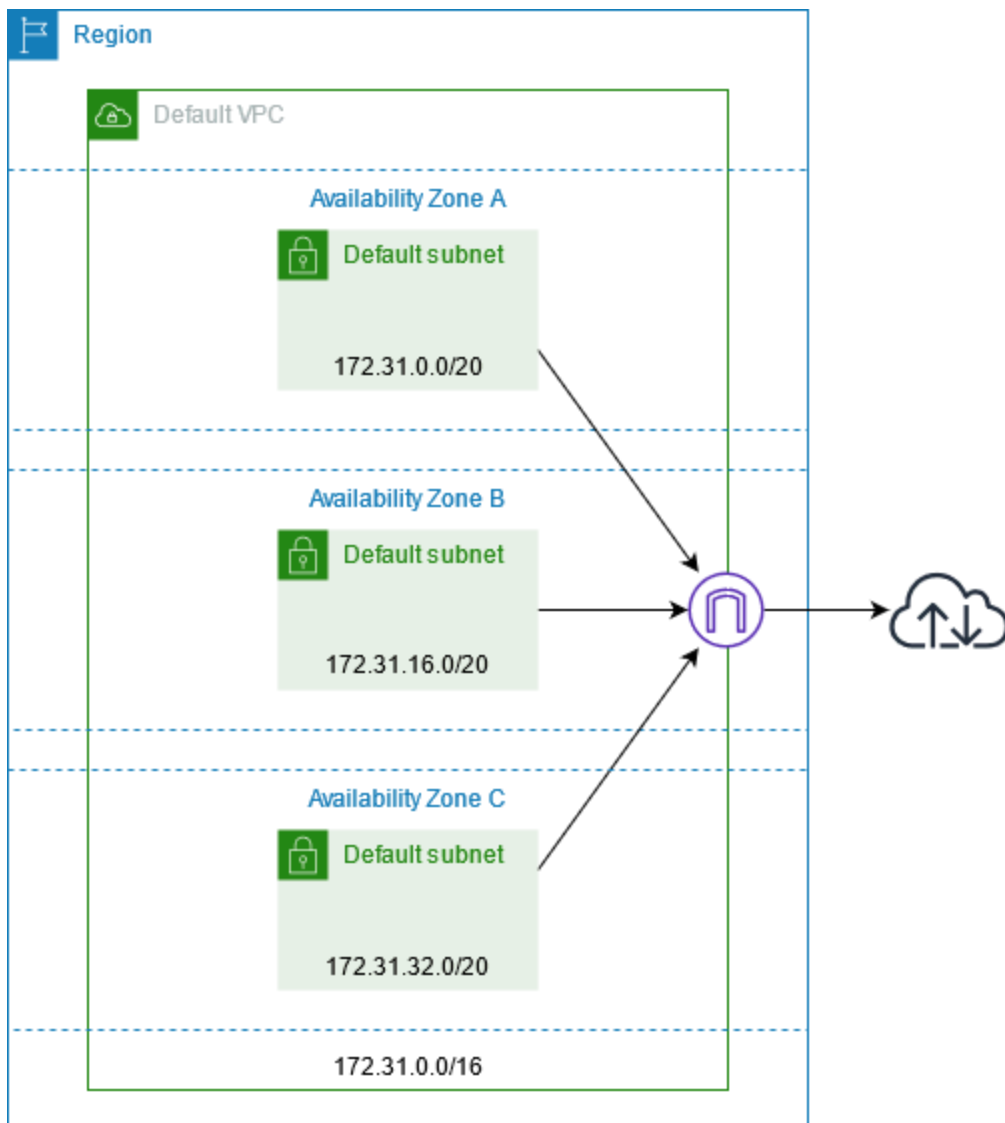 Region
Default VPC
Availability Zone A
Default subnet
172.31.0.0/20
Availability Zone B
Default subnet
172.31.16.0/20
Availability Zone C
Default subnet
172.31.32.0/20
172.31.0.0/16